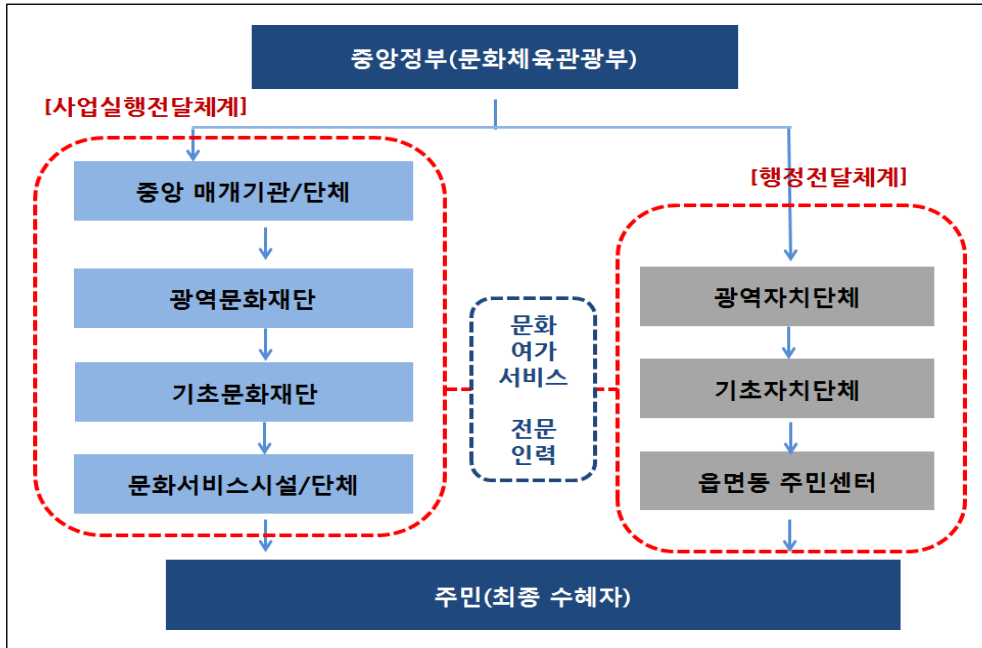 중앙정부(문화체육관광부)
[사업실행전달체계]
중앙 매개기관/단체
광역문화재단
기초문화재단
문화서비스시설/단체
문화
여가
서비스
전문
인력
[행정전달체계]
광역자치단체
기초자치단체
읍면동 주민센터
주민(최종 수혜자)